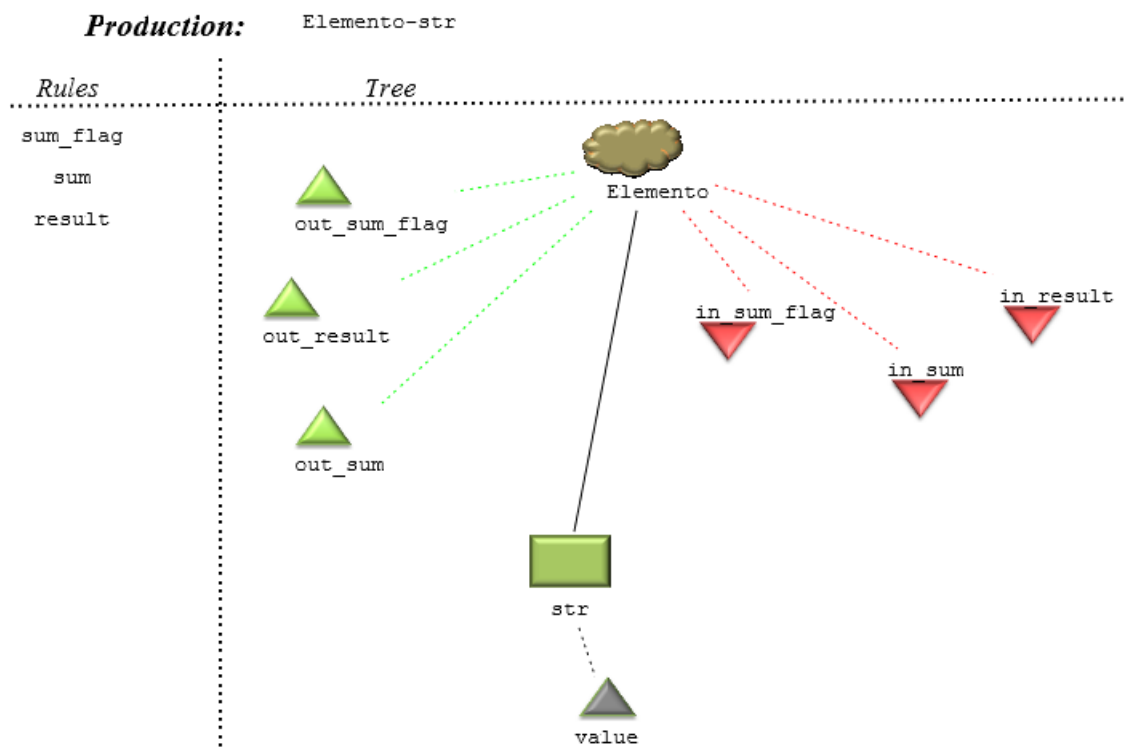 Production: Elemento-str
Rules Tree
sum_flag
sum
result
Elemento
out_sum_flag
in_result
in_sum_flag
out_result
in_sum
out_sum
str
value